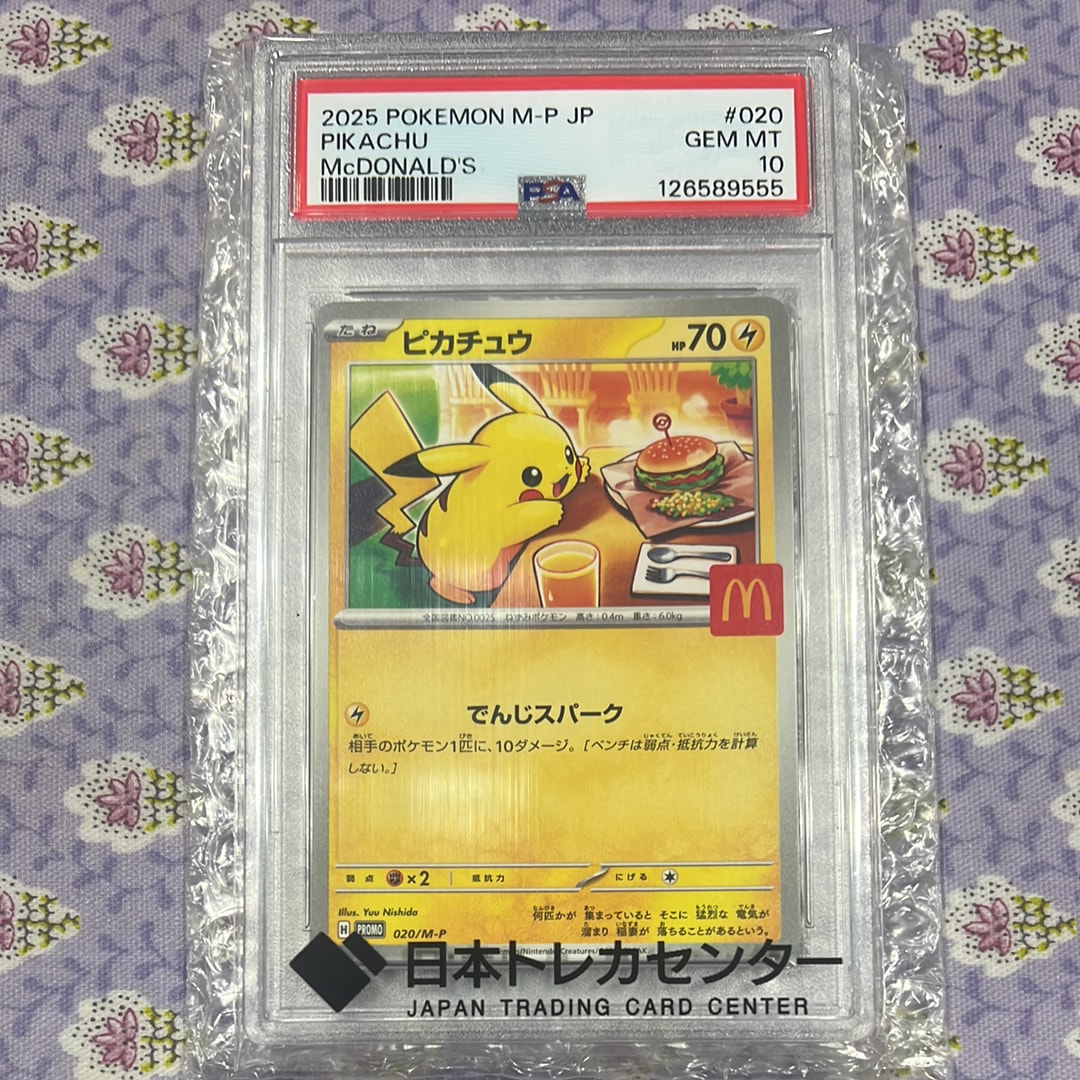 2025 POKEMON M-P JP #020
PIKACHU GEM MT
McDONALD'S 10
PSA 126589555
たね ピカチュウ HP70
全国図鑑NO.0025 ねずみポケモン 高さ:0.4m 重さ:6.0kg
でんじスパーク
相手のポケモン1匹に、10ダメージ。[ベンチは弱点・抵抗力を計算
しない。]
弱点 ×2 抵抗力 にげる
Illus. Yuu Nishida
H PROMO 020/M-P
何匹かが 集まっていると そこに 猛烈な 電気が
溜まり 稲妻が 落ちることがあるという。
日本トレカセンター
JAPAN TRADING CARD CENTER